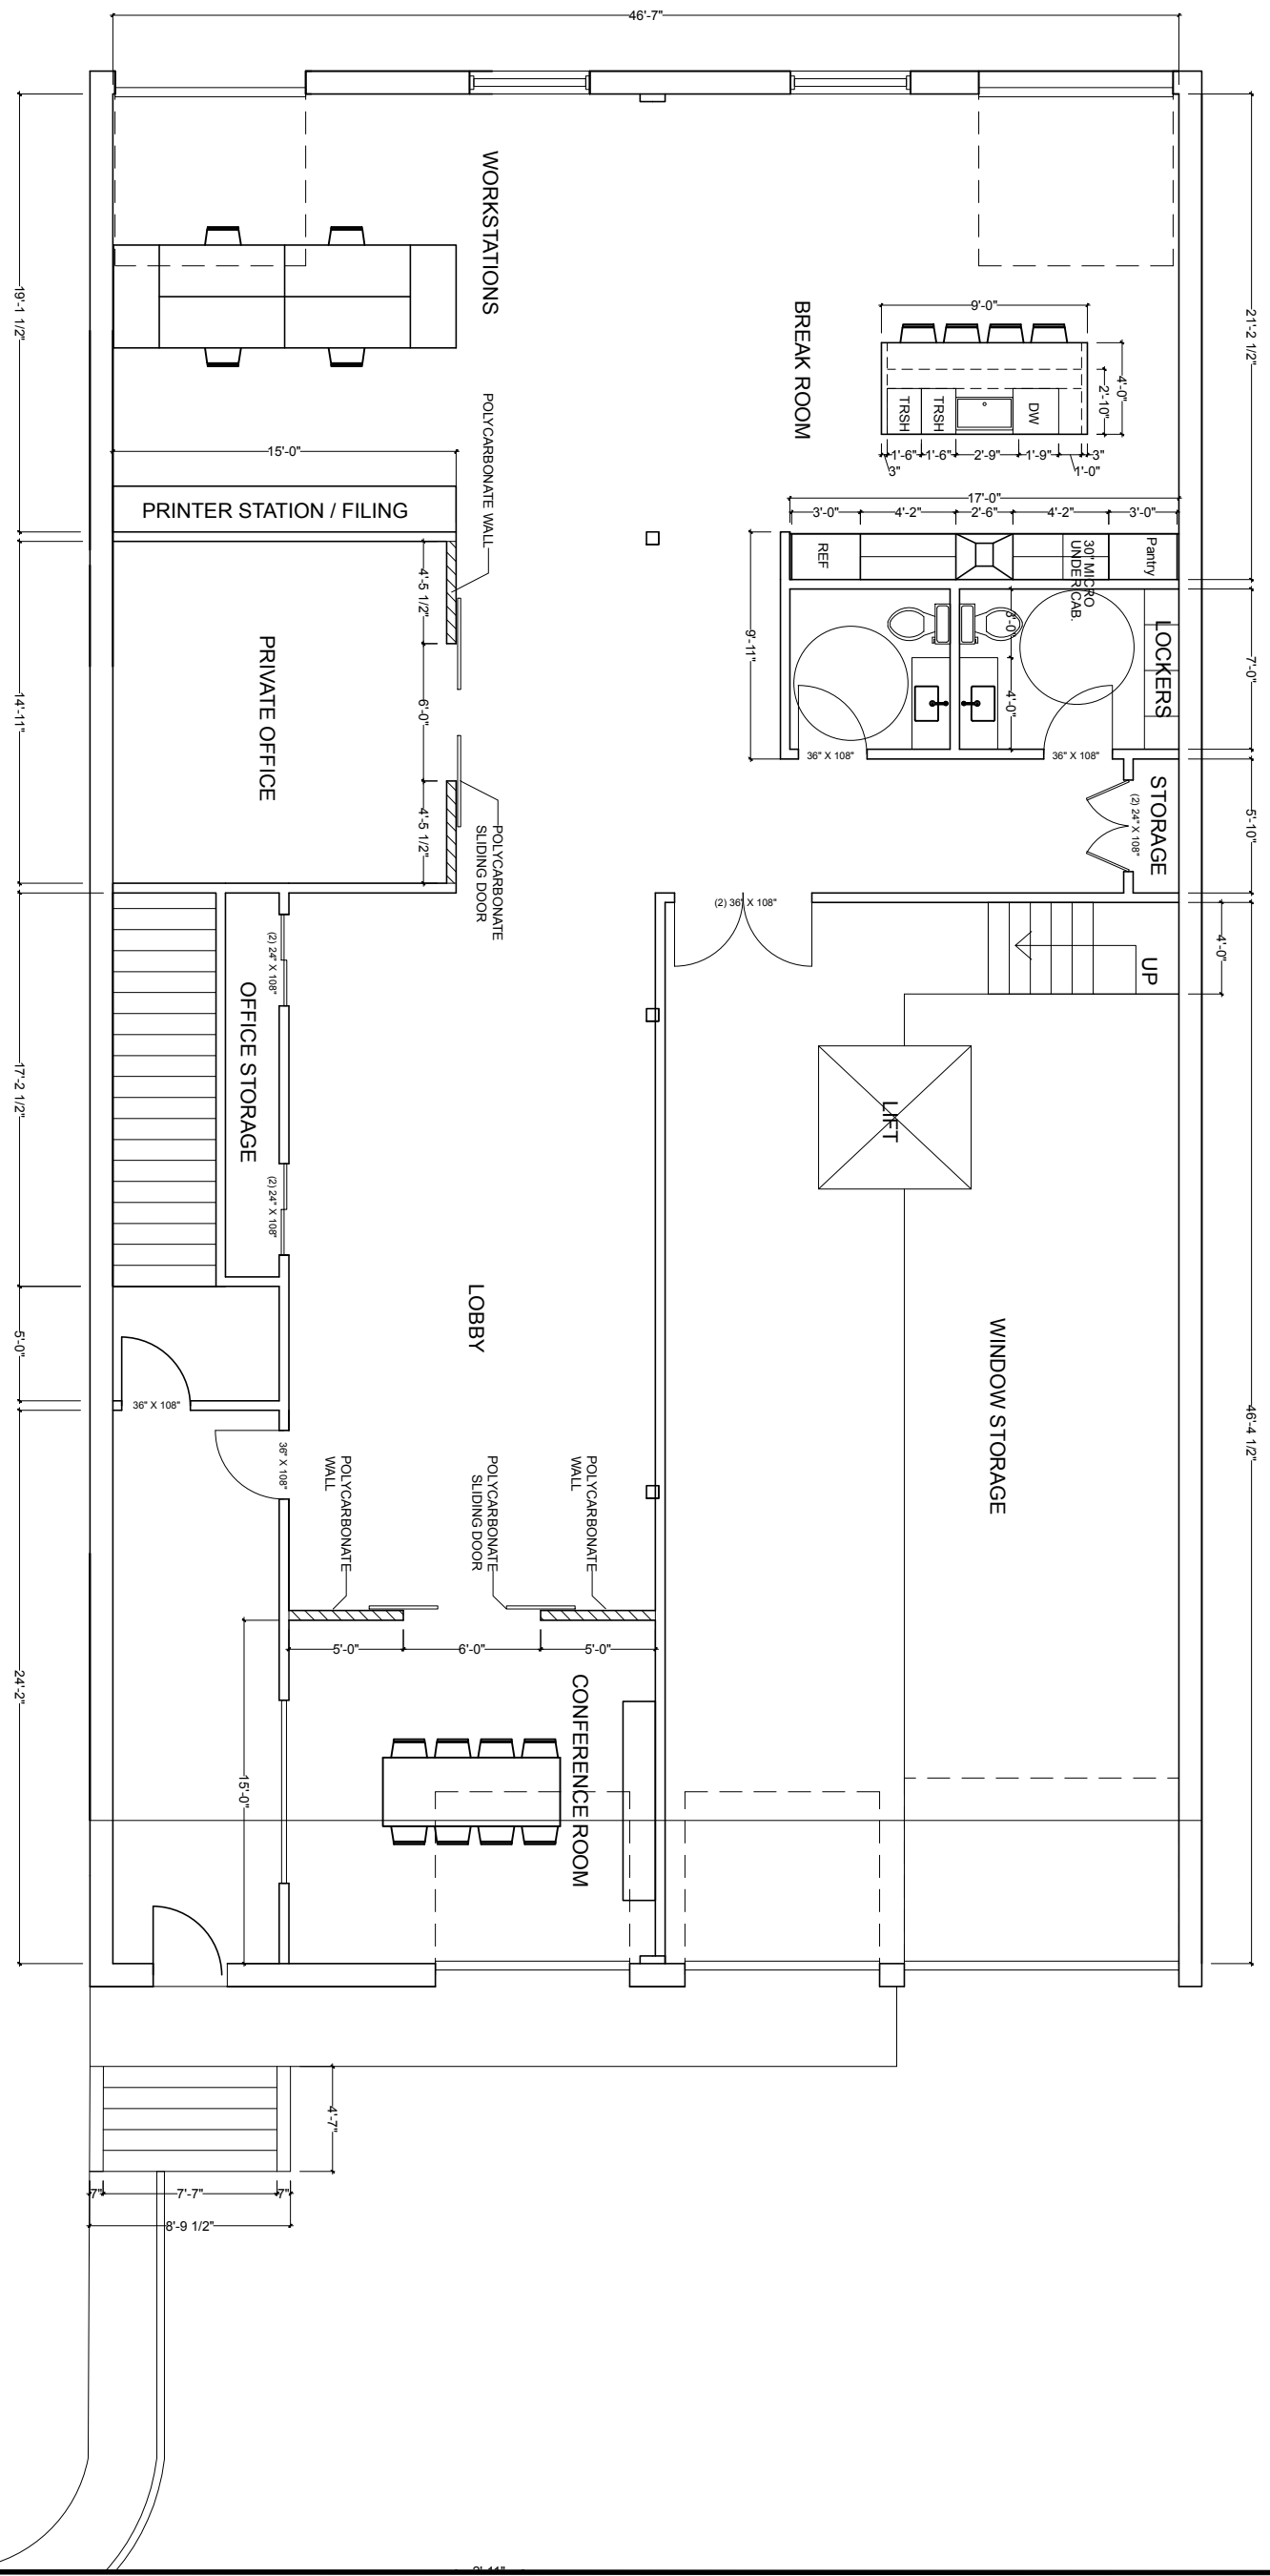 46'-7"
WORKSTATIONS
BREAK ROOM
9'-0"
4'-0"
2'-10"
TRSH
TRSH
DW
3"
1'-6"
1'-6"
2'-9"
1'-9"
1'-0"
3"
21'-2 1/2"
19'-1 1/2"
15'-0"
POLYCARBONATE WALL
PRINTER STATION / FILING
17'-0"
3'-0"
4'-2"
2'-6"
4'-2"
3'-0"
REF
30" MICRO
UNDER CAB.
Pantry
9'-11"
3'-0"
4'-0"
LOCKERS
7'-0"
36" X 108"
36" X 108"
4'-5 1/2"
6'-0"
4'-5 1/2"
PRIVATE OFFICE
14'-11"
POLYCARBONATE
SLIDING DOOR
STORAGE
(2) 24" X 108"
5'-10"
(2) 36" X 108"
4'-0"
UP
(2) 24" X 108"
OFFICE STORAGE
(2) 24" X 108"
17'-2 1/2"
LIFT
LOBBY
WINDOW STORAGE
46'-4 1/2"
5'-0"
36" X 108"
36" X 108"
POLYCARBONATE
WALL
POLYCARBONATE
SLIDING DOOR
POLYCARBONATE
WALL
5'-0"
6'-0"
5'-0"
CONFERENCE ROOM
15'-0"
24'-2"
4'-7"
7"
7'-7"
7"
8'-9 1/2"